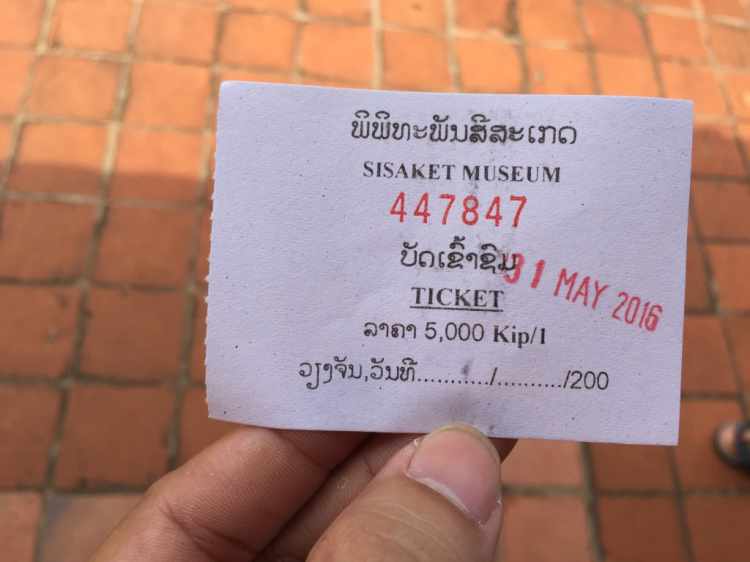 ພິພິທະພັນສີສະເກດ
SISAKET MUSEUM
447847
ບັດເຂົ້າຊົມ
31 MAY 2016
TICKET
ລາຄາ 5,000 Kip/1
ວຽງຈັນ,ວັນທີ............/........../200